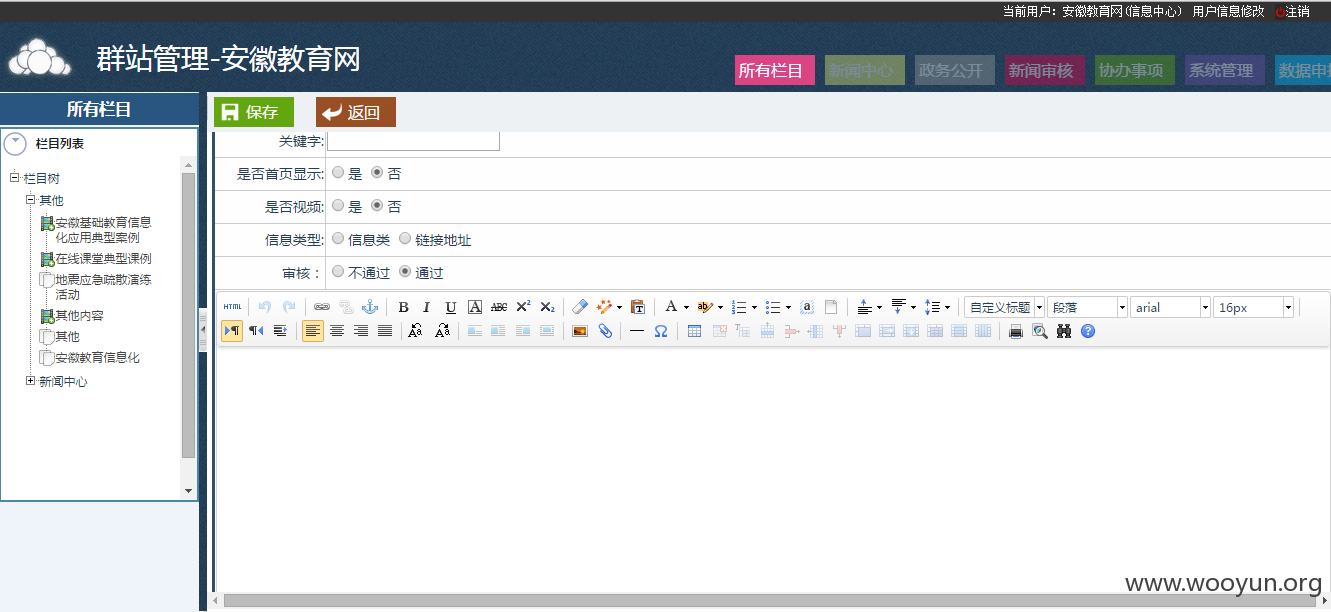 当前用户：安徽教育网(信息中心) 用户信息修改 注销
群站管理-安徽教育网
所有栏目 新闻中心 政务公开 新闻审核 协办事项 系统管理 数据申报
所有栏目
保存 返回
栏目列表
栏目树
其他
安徽基础教育信息
化应用典型案例
在线课堂典型课例
地震应急疏散演练
活动
其他内容
其他
安徽教育信息化
新闻中心
关键字:
是否首页显示: 是 否
是否视频: 是 否
信息类型: 信息类 链接地址
审核： 不通过 通过
HTML B I U A ABC X² X₂ T A ab a 自定义标题 段落 arial 16px
www.wooyun.org